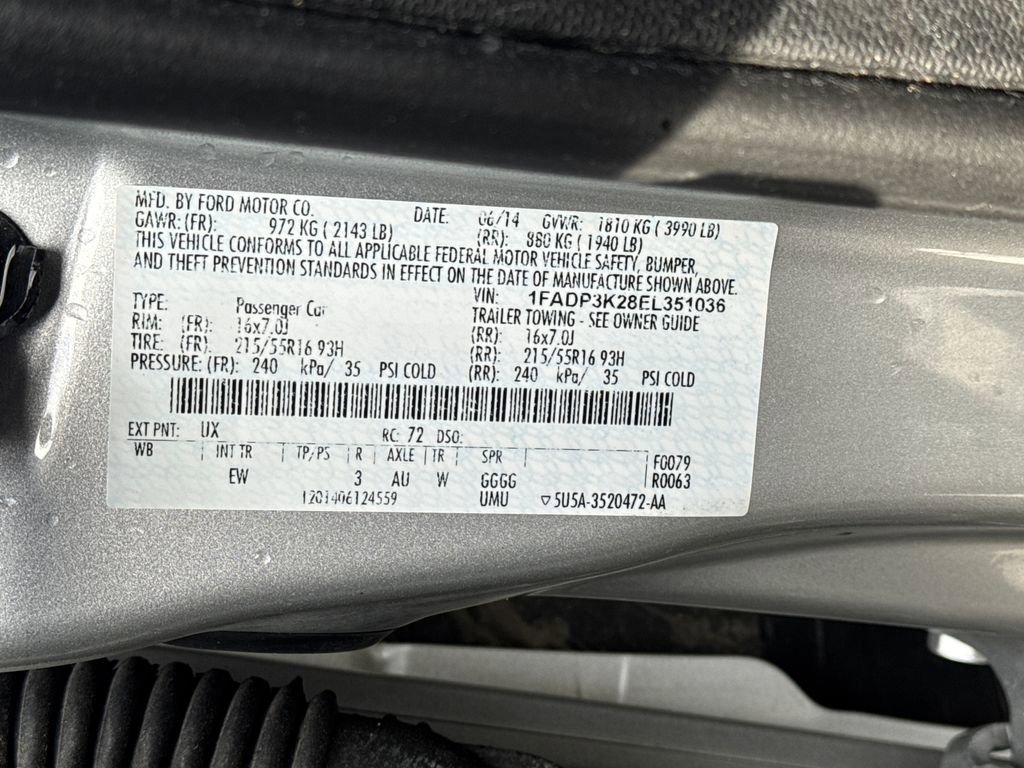 MFD. BY FORD MOTOR CO. DATE: 06/14 GVWR: 1810 KG ( 3990 LB)
GAWR: (FR): 972 KG ( 2143 LB) (RR): 880 KG ( 1940 LB)
THIS VEHICLE CONFORMS TO ALL APPLICABLE FEDERAL MOTOR VEHICLE SAFETY, BUMPER,
AND THEFT PREVENTION STANDARDS IN EFFECT ON THE DATE OF MANUFACTURE SHOWN ABOVE.
VIN: 1FADP3K28EL351036
TYPE: Passenger Car TRAILER TOWING - SEE OWNER GUIDE
RIM: (FR): 16x7.0J (RR): 16x7.0J
TIRE: (FR): 215/55R16 93H (RR): 215/55R16 93H
PRESSURE: (FR): 240 kPa/ 35 PSI COLD (RR): 240 kPa/ 35 PSI COLD
EXT PNT: UX RC: 72 DSO:
WB INT TR TP/PS R AXLE TR SPR F0079
EW 3 AU W GGGG R0063
1201406124559 UMU ▽5U5A-3520472-AA